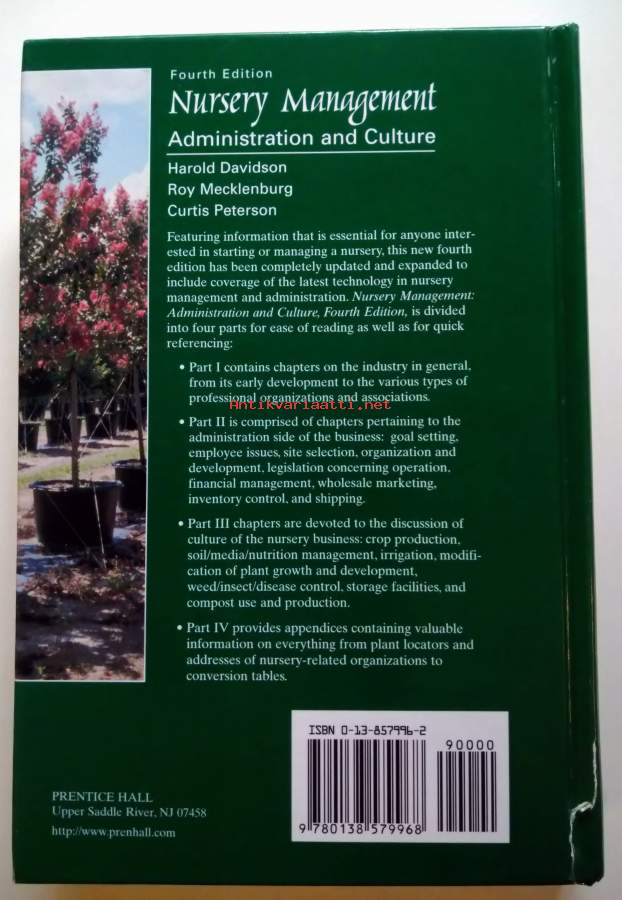 Fourth Edition
Nursery Management
Administration and Culture
Harold Davidson
Roy Mecklenburg
Curtis Peterson
Featuring information that is essential for anyone inter-
ested in starting or managing a nursery, this new fourth
edition has been completely updated and expanded to
include coverage of the latest technology in nursery
management and administration. Nursery Management:
Administration and Culture, Fourth Edition, is divided
into four parts for ease of reading as well as for quick
referencing:
• Part I contains chapters on the industry in general,
from its early development to the various types of
professional organizations and associations.
Antikvariaatti.net
• Part II is comprised of chapters pertaining to the
administration side of the business: goal setting,
employee issues, site selection, organization and
development, legislation concerning operation,
financial management, wholesale marketing,
inventory control, and shipping.
• Part III chapters are devoted to the discussion of
culture of the nursery business: crop production,
soil/media/nutrition management, irrigation, modifi-
cation of plant growth and development,
weed/insect/disease control, storage facilities, and
compost use and production.
• Part IV provides appendices containing valuable
information on everything from plant locators and
addresses of nursery-related organizations to
conversion tables.
ISBN 0-13-857996-2
90000
9 780138 579968
PRENTICE HALL
Upper Saddle River, NJ 07458
http://www.prenhall.com